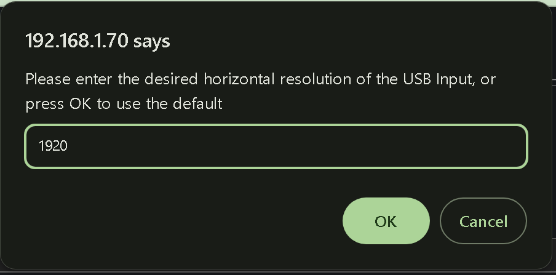 192.168.1.70 says
Please enter the desired horizontal resolution of the USB Input, or
press OK to use the default
1920
OK
Cancel